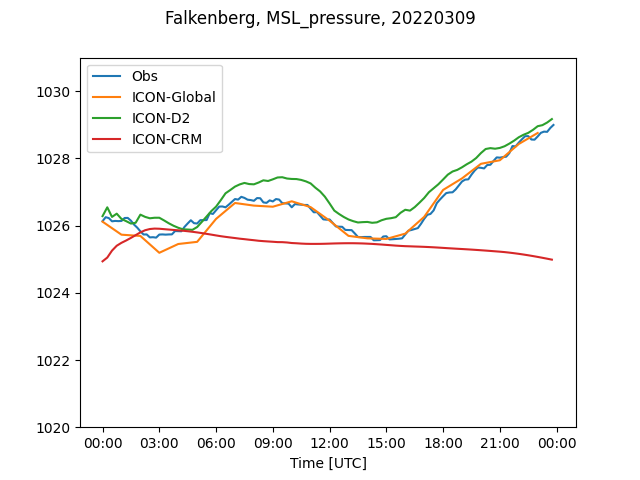 Falkenberg, MSL_pressure, 20220309
Obs
ICON-Global
ICON-D2
ICON-CRM
1030
1028
1026
1024
1022
1020
00:00 03:00 06:00 09:00 12:00 15:00 18:00 21:00 00:00
Time [UTC]